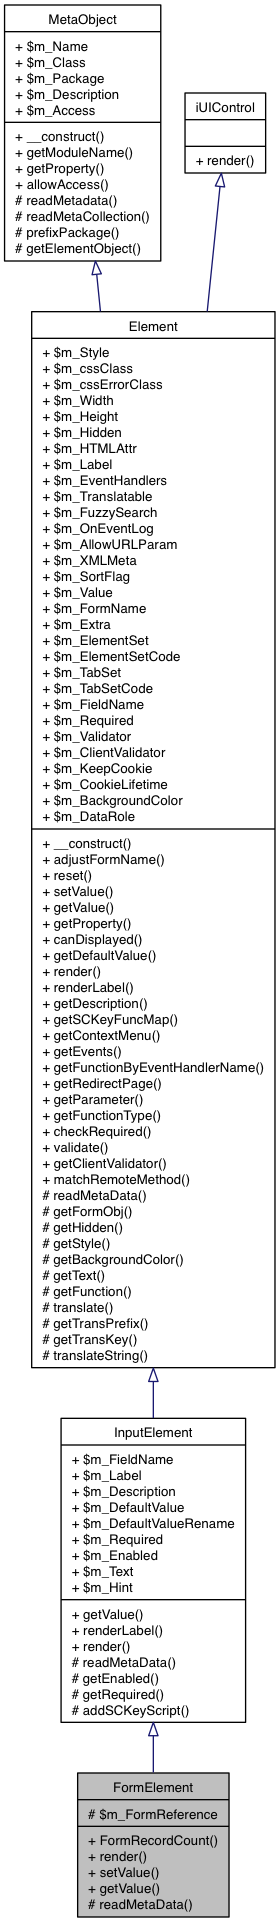 MetaObject
+ $m_Name
+ $m_Class
+ $m_Package
+ $m_Description
+ $m_Access
+ __construct()
+ getModuleName()
+ getProperty()
+ allowAccess()
# readMetadata()
# readMetaCollection()
# prefixPackage()
# getElementObject()
iUIControl
+ render()
Element
+ $m_Style
+ $m_cssClass
+ $m_cssErrorClass
+ $m_Width
+ $m_Height
+ $m_Hidden
+ $m_HTMLAttr
+ $m_Label
+ $m_EventHandlers
+ $m_Translatable
+ $m_FuzzySearch
+ $m_OnEventLog
+ $m_AllowURLParam
+ $m_XMLMeta
+ $m_SortFlag
+ $m_Value
+ $m_FormName
+ $m_Extra
+ $m_ElementSet
+ $m_ElementSetCode
+ $m_TabSet
+ $m_TabSetCode
+ $m_FieldName
+ $m_Required
+ $m_Validator
+ $m_ClientValidator
+ $m_KeepCookie
+ $m_CookieLifetime
+ $m_BackgroundColor
+ $m_DataRole
+ __construct()
+ adjustFormName()
+ reset()
+ setValue()
+ getValue()
+ getProperty()
+ canDisplayed()
+ getDefaultValue()
+ render()
+ renderLabel()
+ getDescription()
+ getSCKeyFuncMap()
+ getContextMenu()
+ getEvents()
+ getFunctionByEventHandlerName()
+ getRedirectPage()
+ getParameter()
+ getFunctionType()
+ checkRequired()
+ validate()
+ getClientValidator()
+ matchRemoteMethod()
# readMetaData()
# getFormObj()
# getHidden()
# getStyle()
# getBackgroundColor()
# getText()
# getFunction()
# translate()
# getTransPrefix()
# getTransKey()
# translateString()
InputElement
+ $m_FieldName
+ $m_Label
+ $m_Description
+ $m_DefaultValue
+ $m_DefaultValueRename
+ $m_Required
+ $m_Enabled
+ $m_Text
+ $m_Hint
+ getValue()
+ renderLabel()
+ render()
# readMetaData()
# getEnabled()
# getRequired()
# addSCKeyScript()
FormElement
# $m_FormReference
+ FormRecordCount()
+ render()
+ setValue()
+ getValue()
# readMetaData()